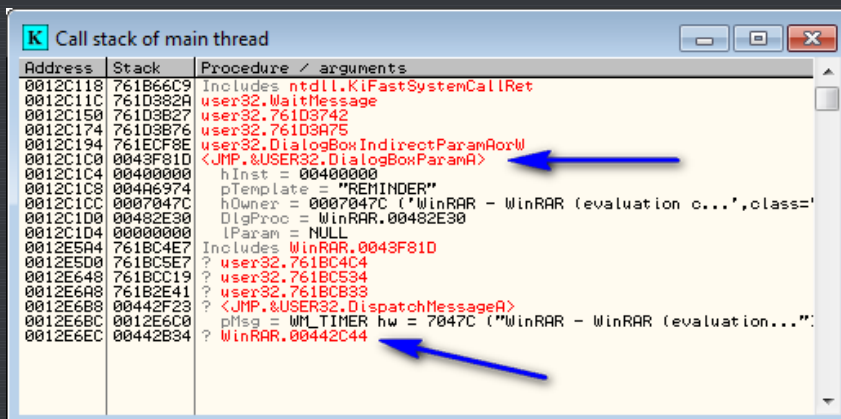 K Call stack of main thread
Address Stack Procedure / arguments
0012C118 761B66C9 Includes ntdll.KiFastSystemCallRet
0012C11C 761D382A user32.WaitMessage
0012C150 761D3B27 user32.761D3742
0012C174 761D3B76 user32.761D3A75
0012C194 761ECF8E user32.DialogBoxIndirectParamAorW
0012C1C0 0043F81D <JMP.&USER32.DialogBoxParamA>
0012C1C4 00400000 hInst = 00400000
0012C1C8 004A6974 pTemplate = "REMINDER"
0012C1CC 0007047C hOwner = 0007047C ('WinRAR - WinRAR (evaluation c...',class='
0012C1D0 00482E30 DlgProc = WinRAR.00482E30
0012C1D4 00000000 lParam = NULL
0012E5A4 761BC4E7 Includes WinRAR.0043F81D
0012E5D0 761BC5E7 ? user32.761BC4C4
0012E648 761BCC19 ? user32.761BC534
0012E6A8 761B2E41 ? user32.761BCB33
0012E6B8 00442F23 ? <JMP.&USER32.DispatchMessageA>
0012E6BC 0012E6C0 pMsg = WM_TIMER hw = 7047C ("WinRAR - WinRAR (evaluation...")
0012E6EC 00442B34 ? WinRAR.00442C44